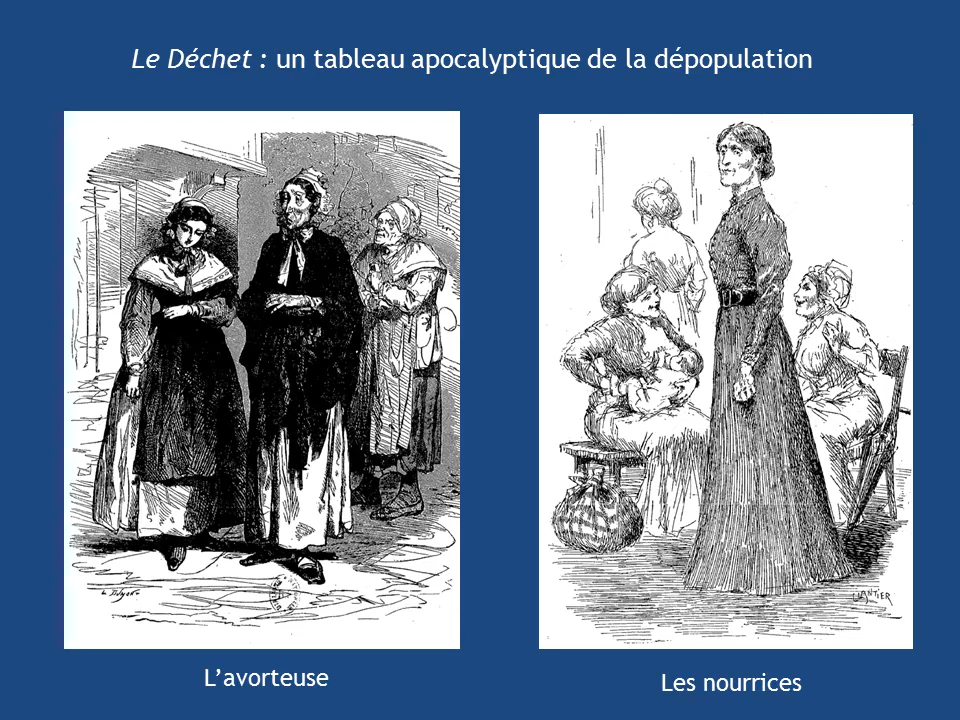 Le Déchet : un tableau apocalyptique de la dépopulation
L’avorteuse
Les nourrices